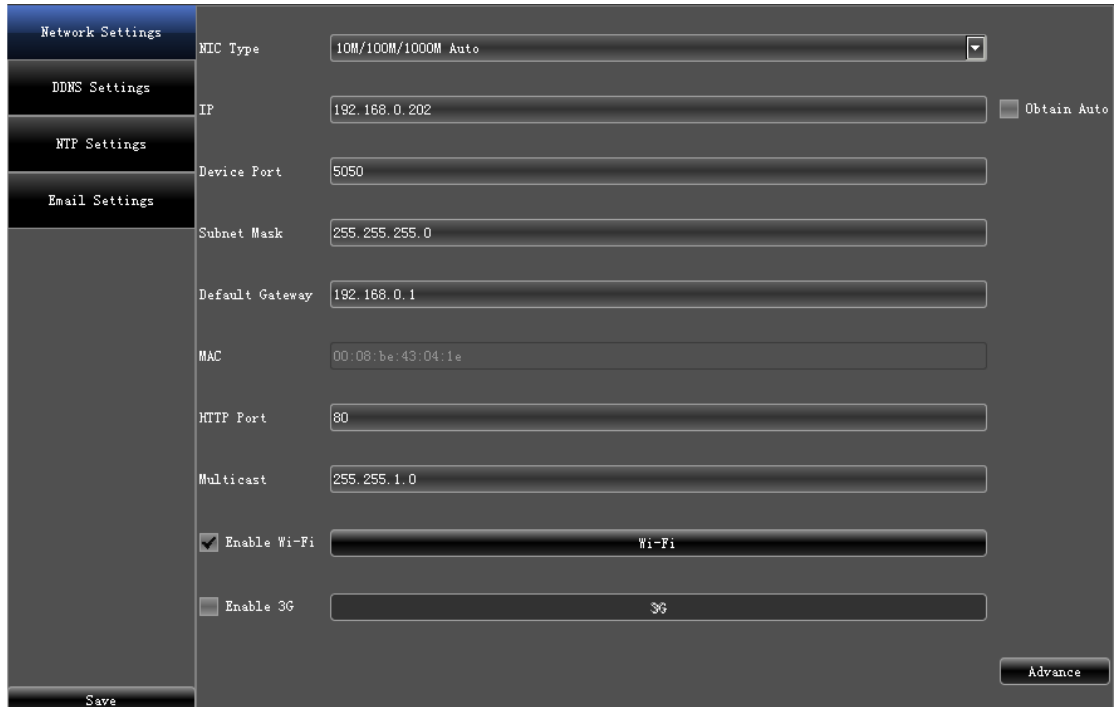 Network Settings
DDNS Settings
NTP Settings
Email Settings
Save
NIC Type 10M/100M/1000M Auto
IP 192.168.0.202 Obtain Auto
Device Port 5050
Subnet Mask 255.255.255.0
Default Gateway 192.168.0.1
MAC 00:08:be:43:04:1e
HTTP Port 80
Multicast 255.255.1.0
Enable Wi-Fi Wi-Fi
Enable 3G 3G
Advance